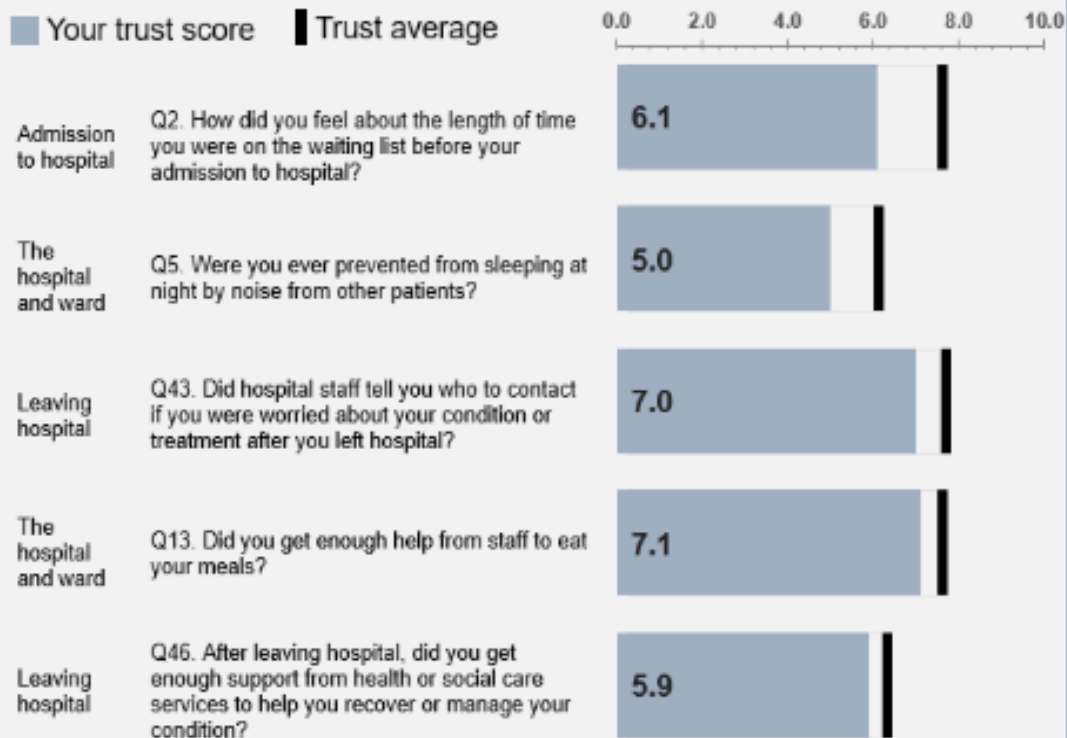 Your trust score
Trust average
0.0 2.0 4.0 6.0 8.0 10.0
Admission
to hospital
Q2. How did you feel about the length of time
you were on the waiting list before your
admission to hospital?
6.1
The
hospital
and ward
Q5. Were you ever prevented from sleeping at
night by noise from other patients?
5.0
Leaving
hospital
Q43. Did hospital staff tell you who to contact
if you were worried about your condition or
treatment after you left hospital?
7.0
The
hospital
and ward
Q13. Did you get enough help from staff to eat
your meals?
7.1
Leaving
hospital
Q46. After leaving hospital, did you get
enough support from health or social care
services to help you recover or manage your
condition?
5.9